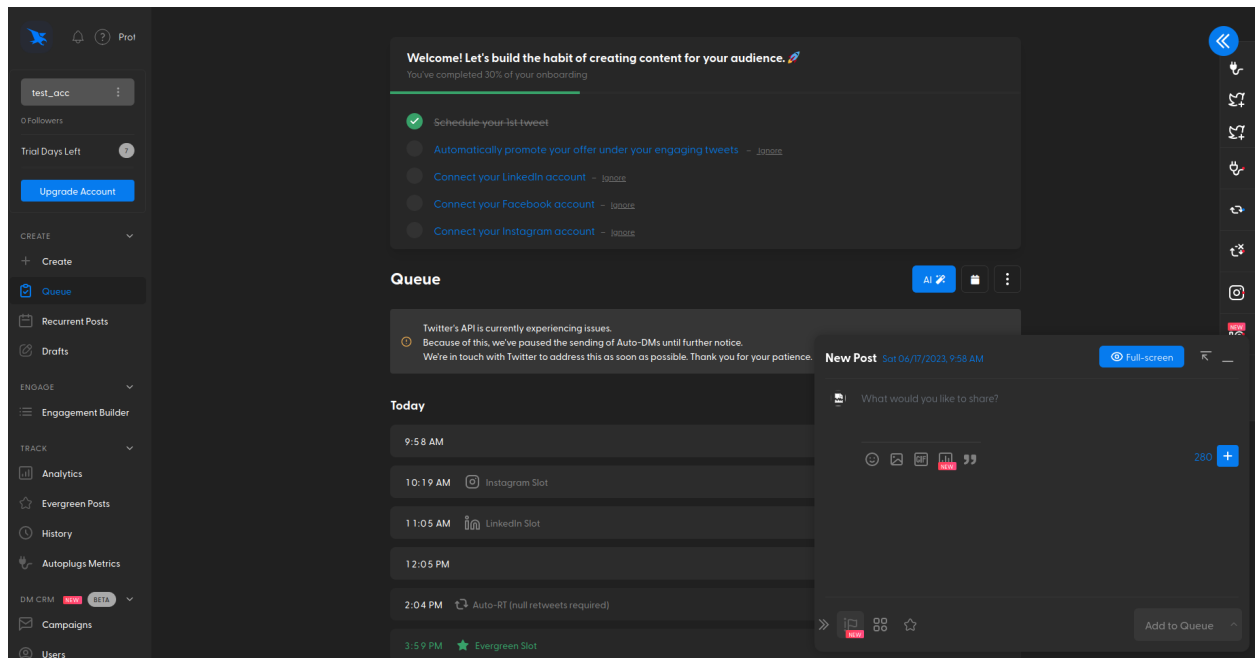 Prof
test_acc
0 Followers
Trial Days Left 7
Upgrade Account
CREATE
Create
Queue
Recurrent Posts
Drafts
ENGAGE
Engagement Builder
TRACK
Analytics
Evergreen Posts
History
Autoplugs Metrics
DM CRM NEW BETA
Campaigns
Users
Welcome! Let's build the habit of creating content for your audience. 🚀
You've completed 30% of your onboarding
Schedule your 1st tweet
Automatically promote your offer under your engaging tweets - Ignore
Connect your LinkedIn account - Ignore
Connect your Facebook account - Ignore
Connect your Instagram account - Ignore
Queue
AI
Twitter's API is currently experiencing issues.
Because of this, we've paused the sending of Auto-DMs until further notice.
We're in touch with Twitter to address this as soon as possible. Thank you for your patience.
Today
9:58 AM
10:19 AM Instagram Slot
11:05 AM LinkedIn Slot
12:05 PM
2:04 PM Auto-RT (null retweets required)
3:59 PM Evergreen Slot
NEW
New Post Sat 06/17/2023, 9:58 AM
Full-screen
What would you like to share?
GIF
NEW
280
NEW
Add to Queue